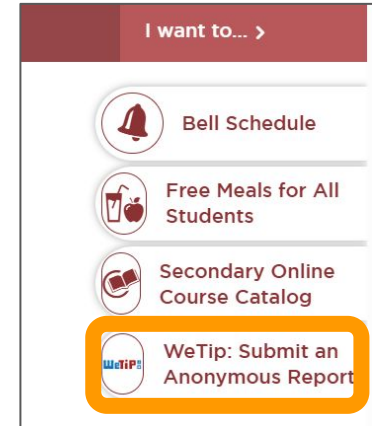 I want to... >
Bell Schedule
Free Meals for All
Students
Secondary Online
Course Catalog
WeTiP
WeTip: Submit an
Anonymous Report